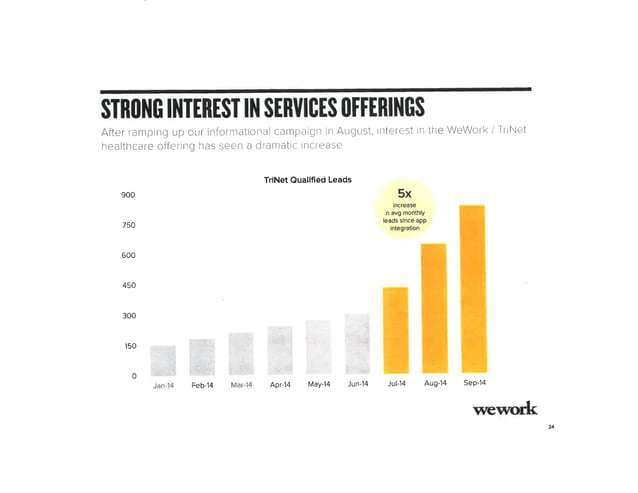 STRONG INTEREST IN SERVICES OFFERINGS
After ramping up our informational campaign in August, interest in the WeWork / TriNet
healthcare offering has seen a dramatic increase
TriNet Qualified Leads
5x
increase
n avg monthly
leads since app
integration
900
750
600
450
300
150
0
Jan-14 Feb-14 Mar-14 Apr-14 May-14 Jun-14 Jul-14 Aug-14 Sep-14
wework
24